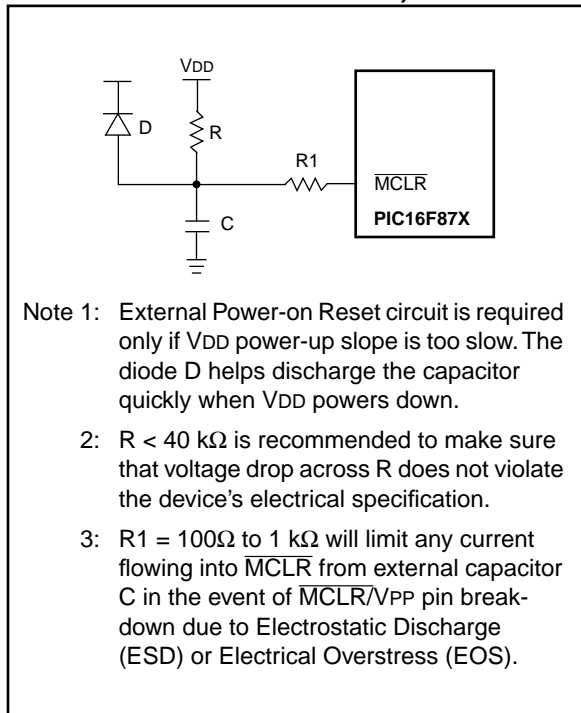 VDD
D
R
R1
MCLR
C
PIC16F87X
Note 1: External Power-on Reset circuit is required
only if VDD power-up slope is too slow. The
diode D helps discharge the capacitor
quickly when VDD powers down.
2: R < 40 kΩ is recommended to make sure
that voltage drop across R does not violate
the device's electrical specification.
3: R1 = 100Ω to 1 kΩ will limit any current
flowing into MCLR from external capacitor
C in the event of MCLR/VPP pin break-
down due to Electrostatic Discharge
(ESD) or Electrical Overstress (EOS).